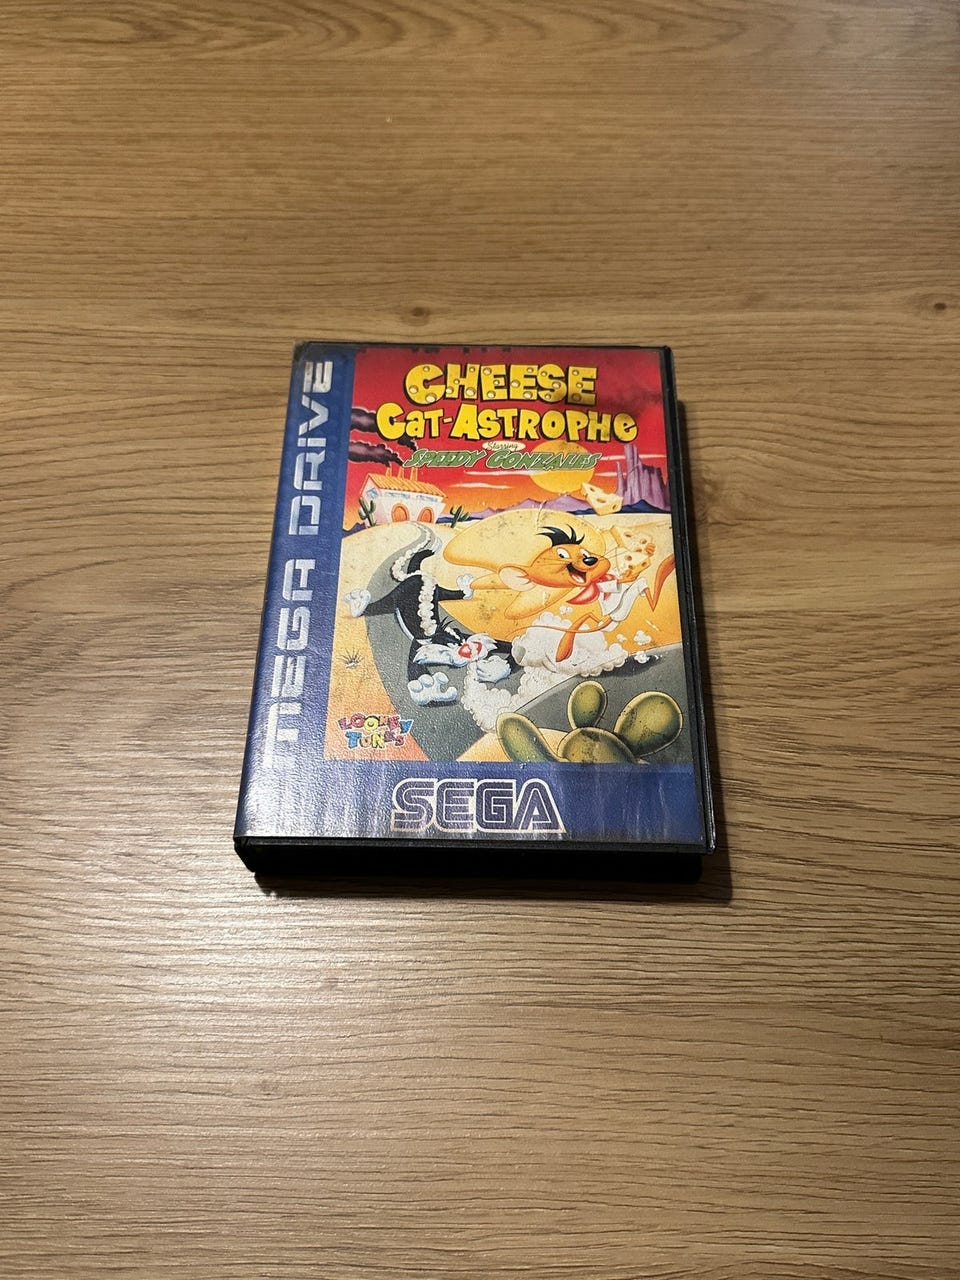 MEGA DRIVE
CHEESE
CAT-ASTROPHE
Starring
SPEEDY GONZALES
LOONEY
TUNES
SEGA